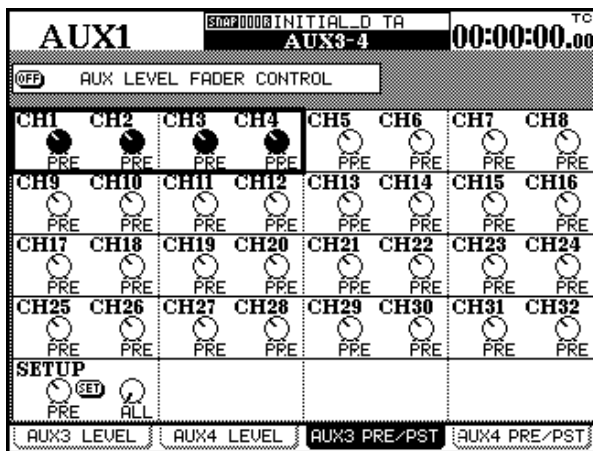 AUX1
SNAP0000 INITIAL_D TA
AUX3-4
TC
00:00:00.00
OFF AUX LEVEL FADER CONTROL
CH1 CH2 CH3 CH4 CH5 CH6 CH7 CH8
PRE PRE PRE PRE PRE PRE PRE PRE
CH9 CH10 CH11 CH12 CH13 CH14 CH15 CH16
PRE PRE PRE PRE PRE PRE PRE PRE
CH17 CH18 CH19 CH20 CH21 CH22 CH23 CH24
PRE PRE PRE PRE PRE PRE PRE PRE
CH25 CH26 CH27 CH28 CH29 CH30 CH31 CH32
PRE PRE PRE PRE PRE PRE PRE PRE
SETUP
SET
PRE ALL
AUX3 LEVEL AUX4 LEVEL AUX3 PRE/PST AUX4 PRE/PST